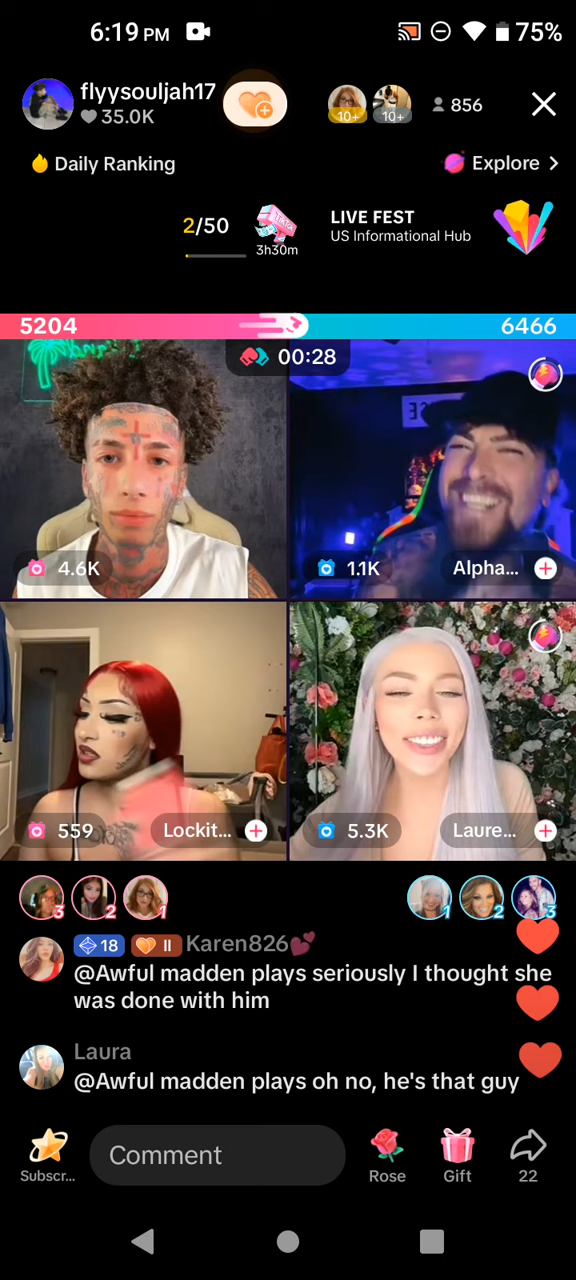 6:19 PM
75%
flyysouljah17
35.0K
10+
10+
856
Daily Ranking
Explore >
2/50
3h30m
LIVE FEST
US Informational Hub
5204
6466
00:28
4.6K
1.1K
Alpha...
559
Lockit...
5.3K
Laure...
3
2
1
1
2
3
18
II
Karen826
@Awful madden plays seriously I thought she
was done with him
Laura
@Awful madden plays oh no, he's that guy
Subscr...
Comment
Rose
Gift
22